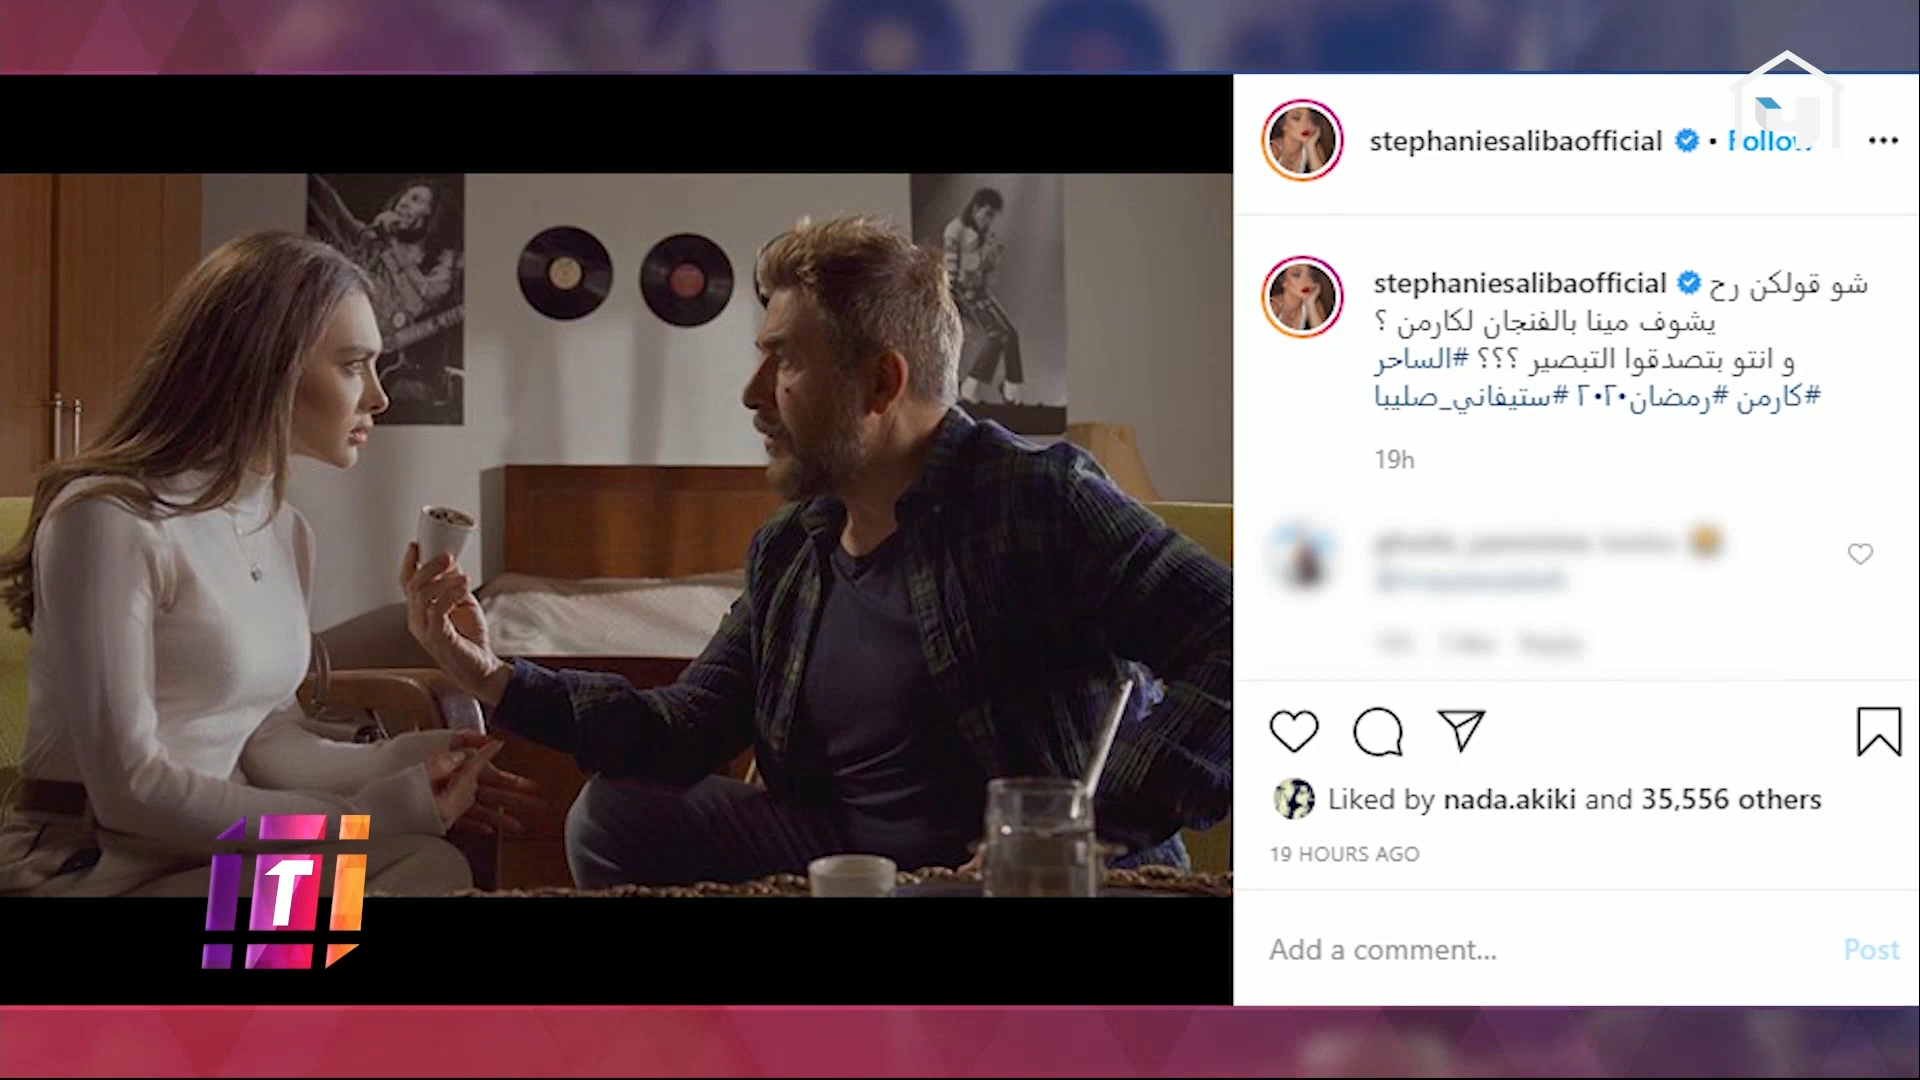 stephaniesalibaofficial • Follow
stephaniesalibaofficial شو قولكن رح
يشوف مينا بالفنجان لكارمن ؟
و انتو بتصدقوا التبصير ؟؟؟ #الساحر
#كارمن #رمضان٢٠٢٠ #ستيفاني_صليبا
19h
Liked by nada.akiki and 35,556 others
19 HOURS AGO
Add a comment...
Post
T